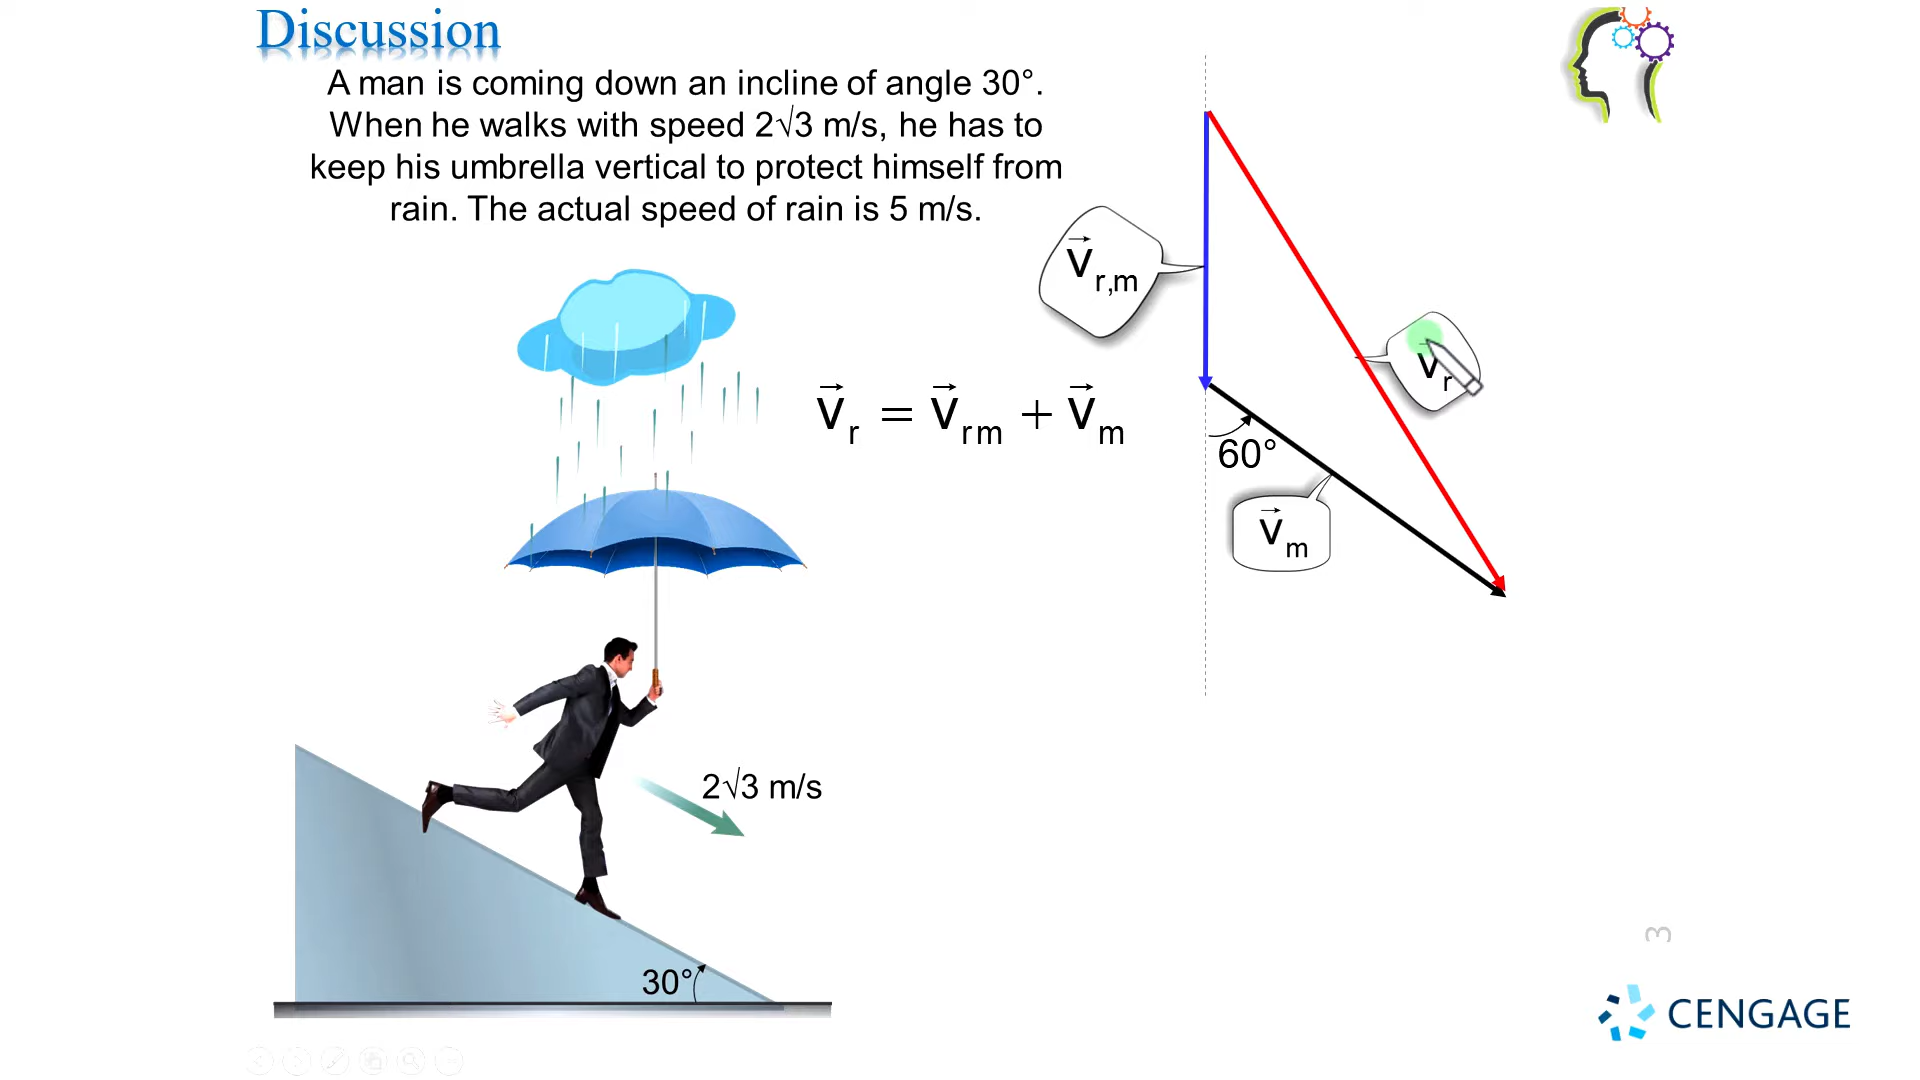 Discussion
A man is coming down an incline of angle 30°.
When he walks with speed 2√3 m/s, he has to
keep his umbrella vertical to protect himself from
rain. The actual speed of rain is 5 m/s.
v⃗r,m
v⃗r
v⃗r = v⃗rm + v⃗m
60°
v⃗m
2√3 m/s
30°
3
CENGAGE